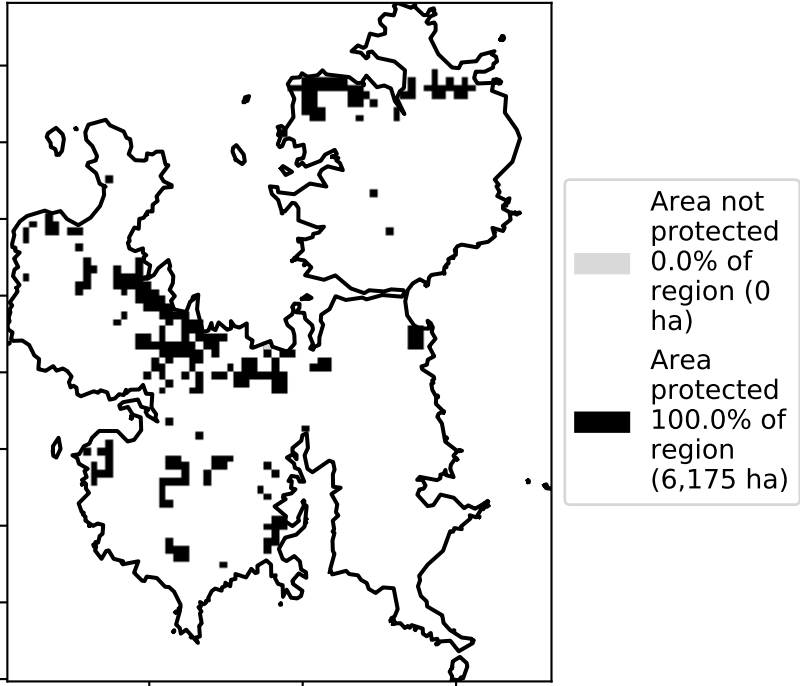 Area not
protected
0.0% of
region (0
ha)
Area
protected
100.0% of
region
(6,175 ha)